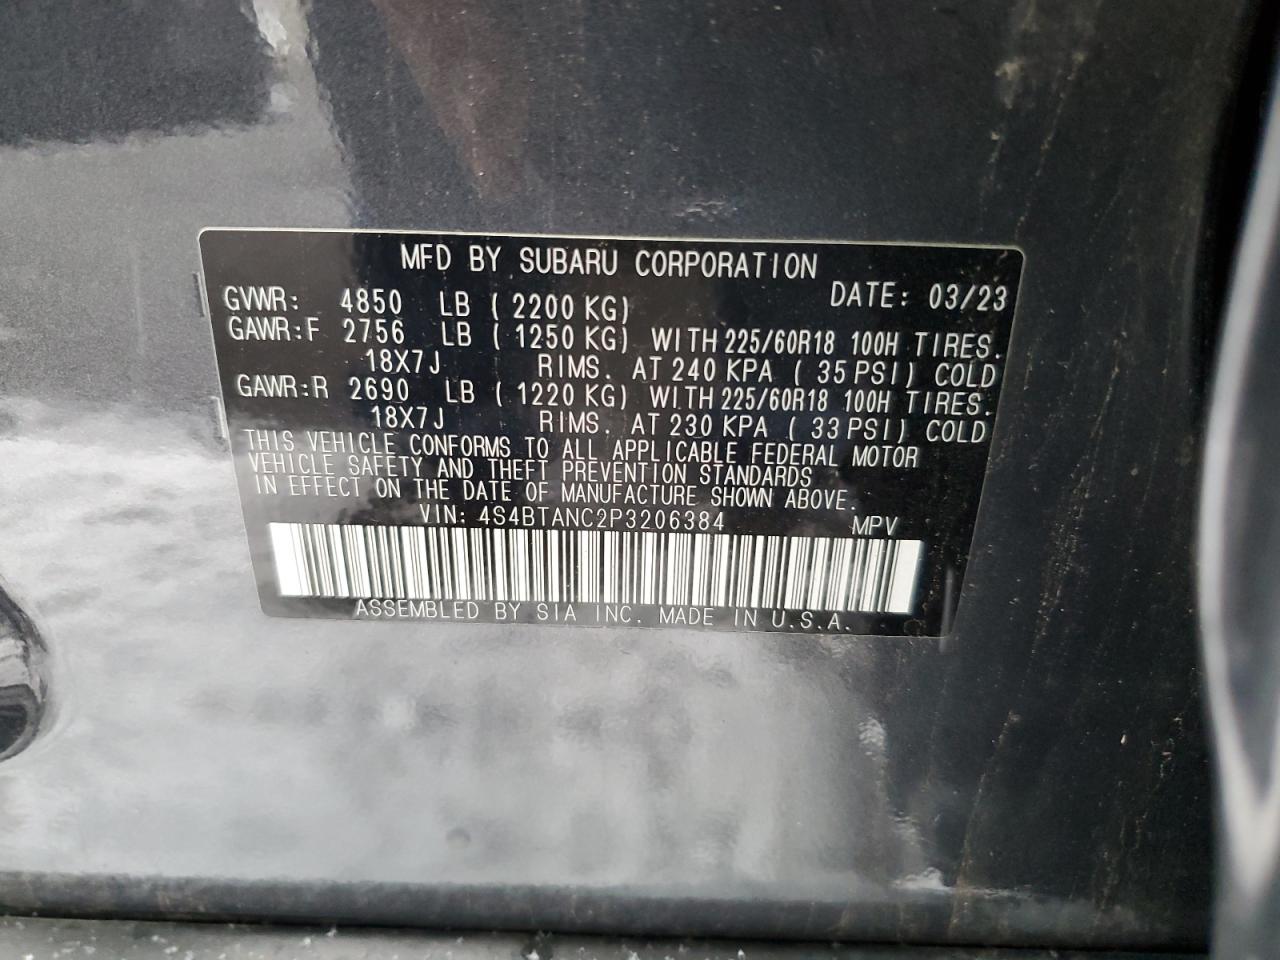 MFD BY SUBARU CORPORATION
GVWR: 4850 LB ( 2200 KG) DATE: 03/23
GAWR:F 2756 LB ( 1250 KG) WITH 225/60R18 100H TIRES.
18X7J RIMS. AT 240 KPA ( 35 PSI) COLD
GAWR:R 2690 LB ( 1220 KG) WITH 225/60R18 100H TIRES.
18X7J RIMS. AT 230 KPA ( 33 PSI) COLD
THIS VEHICLE CONFORMS TO ALL APPLICABLE FEDERAL MOTOR
VEHICLE SAFETY AND THEFT PREVENTION STANDARDS
IN EFFECT ON THE DATE OF MANUFACTURE SHOWN ABOVE.
VIN: 4S4BTANC2P3206384 MPV
ASSEMBLED BY SIA INC. MADE IN U.S.A.